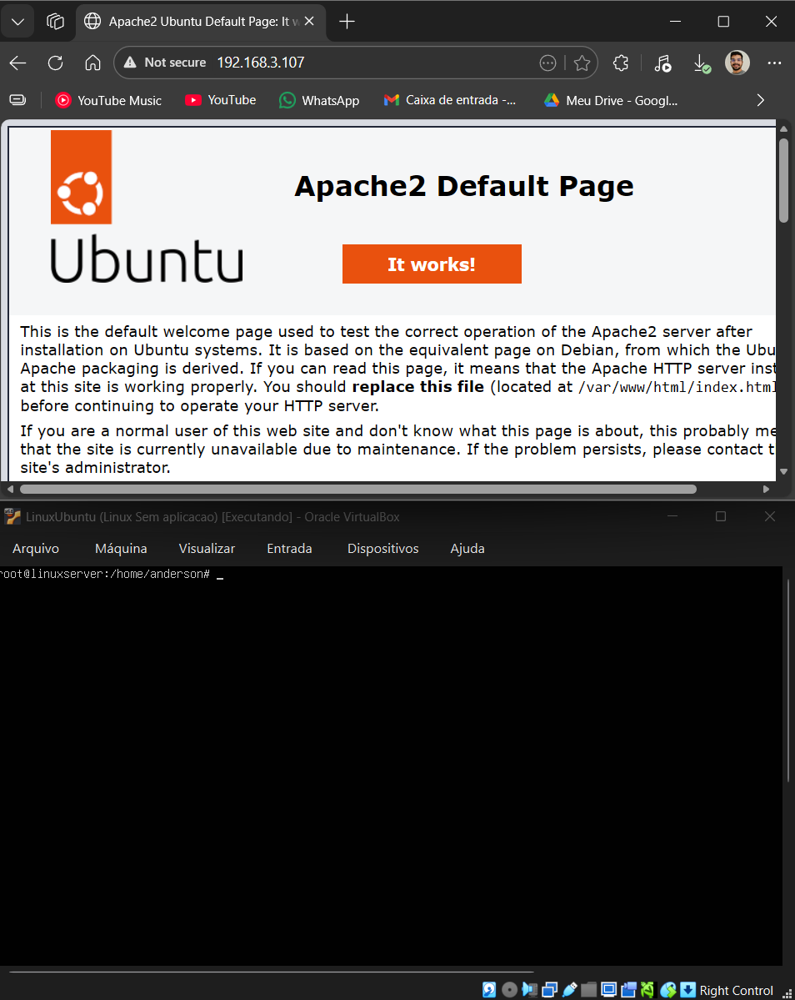 Apache2 Ubuntu Default Page: It w
Not secure 192.168.3.107
YouTube Music YouTube WhatsApp Caixa de entrada -... Meu Drive - Googl...
Ubuntu
Apache2 Default Page
It works!
This is the default welcome page used to test the correct operation of the Apache2 server after
installation on Ubuntu systems. It is based on the equivalent page on Debian, from which the Ubu
Apache packaging is derived. If you can read this page, it means that the Apache HTTP server inst
at this site is working properly. You should replace this file (located at /var/www/html/index.html
before continuing to operate your HTTP server.
If you are a normal user of this web site and don't know what this page is about, this probably me
that the site is currently unavailable due to maintenance. If the problem persists, please contact t
site's administrator.
LinuxUbuntu (Linux Sem aplicacao) [Executando] - Oracle VirtualBox
Arquivo Máquina Visualizar Entrada Dispositivos Ajuda
root@linuxserver:/home/anderson# _
Right Control